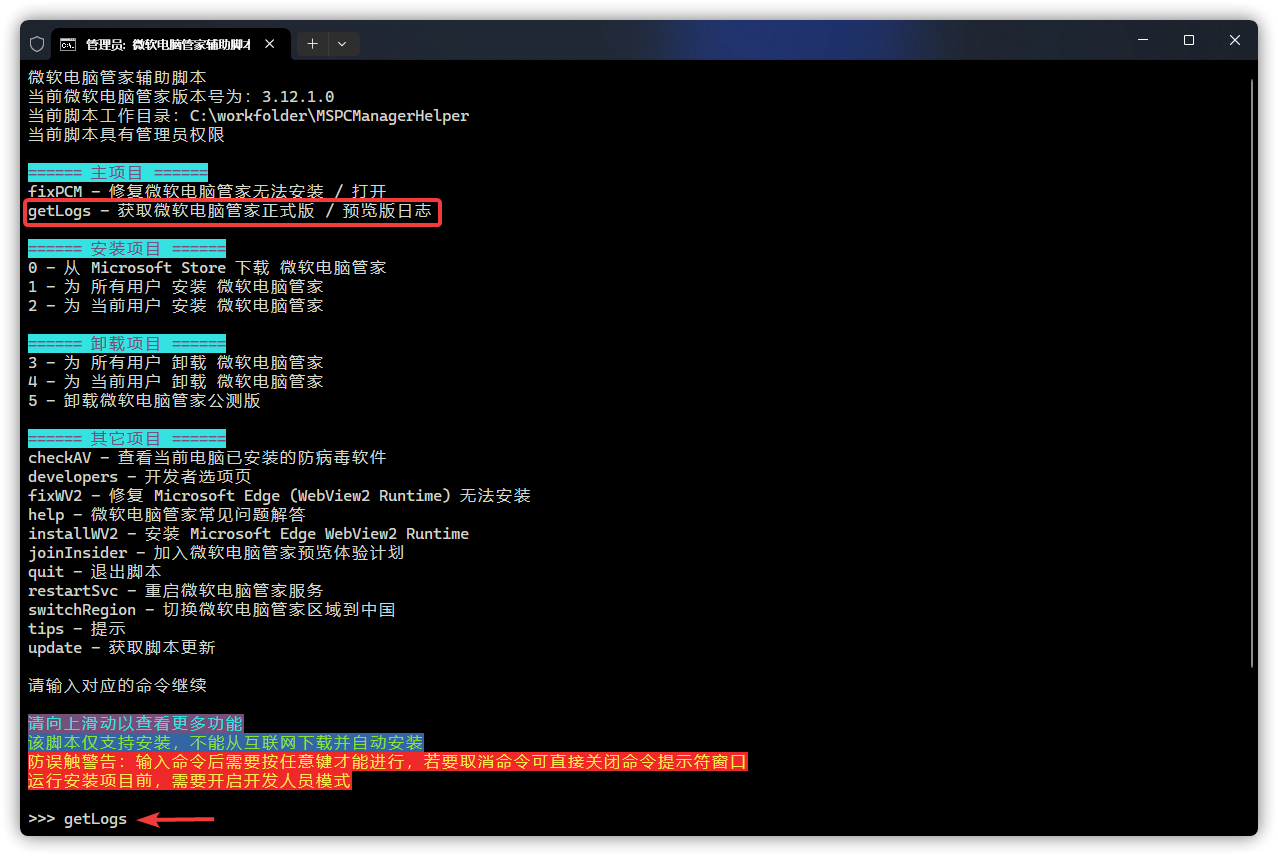 管理员: 微软电脑管家辅助脚本
微软电脑管家辅助脚本
当前微软电脑管家版本号为: 3.12.1.0
当前脚本工作目录: C:\workfolder\MSPCManagerHelper
当前脚本具有管理员权限
====== 主项目 ======
fixPCM - 修复微软电脑管家无法安装 / 打开
getLogs - 获取微软电脑管家正式版 / 预览版日志
====== 安装项目 ======
0 - 从 Microsoft Store 下载 微软电脑管家
1 - 为 所有用户 安装 微软电脑管家
2 - 为 当前用户 安装 微软电脑管家
====== 卸载项目 ======
3 - 为 所有用户 卸载 微软电脑管家
4 - 为 当前用户 卸载 微软电脑管家
5 - 卸载微软电脑管家公测版
====== 其它项目 ======
checkAV - 查看当前电脑已安装的防病毒软件
developers - 开发者选项页
fixWV2 - 修复 Microsoft Edge (WebView2 Runtime) 无法安装
help - 微软电脑管家常见问题解答
installWV2 - 安装 Microsoft Edge WebView2 Runtime
joinInsider - 加入微软电脑管家预览体验计划
quit - 退出脚本
restartSvc - 重启微软电脑管家服务
switchRegion - 切换微软电脑管家区域到中国
tips - 提示
update - 获取脚本更新
请输入对应的命令继续
请向上滑动以查看更多功能
该脚本仅支持安装, 不能从互联网下载并自动安装
防误触警告: 输入命令后需要按任意键才能进行, 若要取消命令可直接关闭命令提示符窗口
运行安装项目前, 需要开启开发人员模式
>>> getLogs